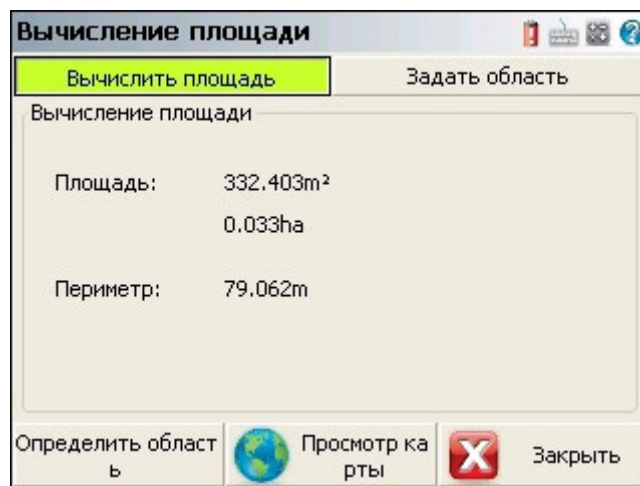 Вычисление площади
Вычислить площадь
Задать область
Вычисление площади
Площадь: 332.403m²
0.033ha
Периметр: 79.062m
Определить област
ь
Просмотр ка
рты
Закрыть